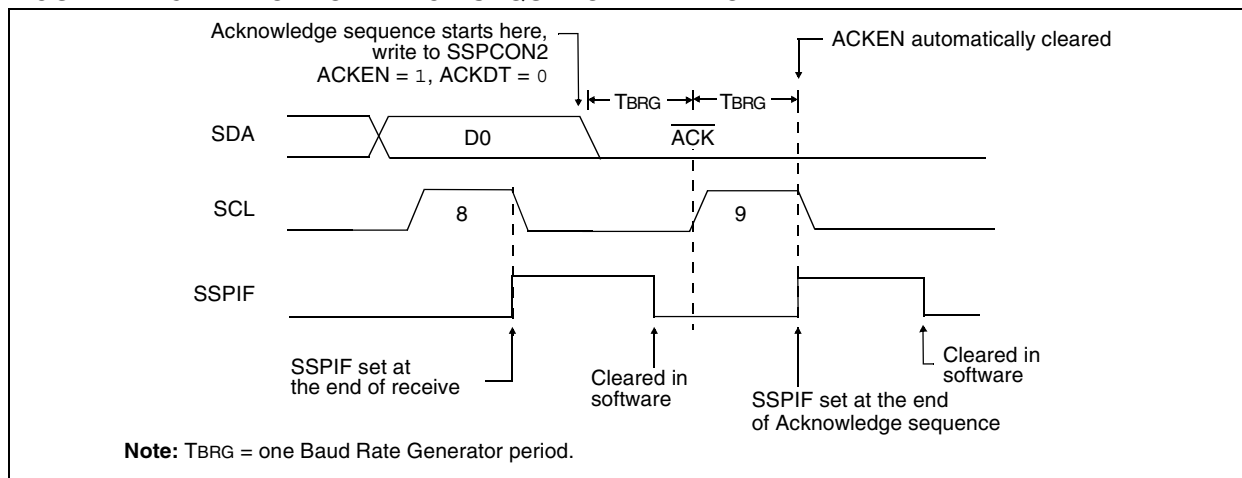 Acknowledge sequence starts here,
write to SSPCON2
ACKEN = 1, ACKDT = 0
ACKEN automatically cleared
TBRG
TBRG
SDA
D0
ACK
SCL
8
9
SSPIF
SSPIF set at
the end of receive
Cleared in
software
SSPIF set at the end
of Acknowledge sequence
Cleared in
software
Note: TBRG = one Baud Rate Generator period.